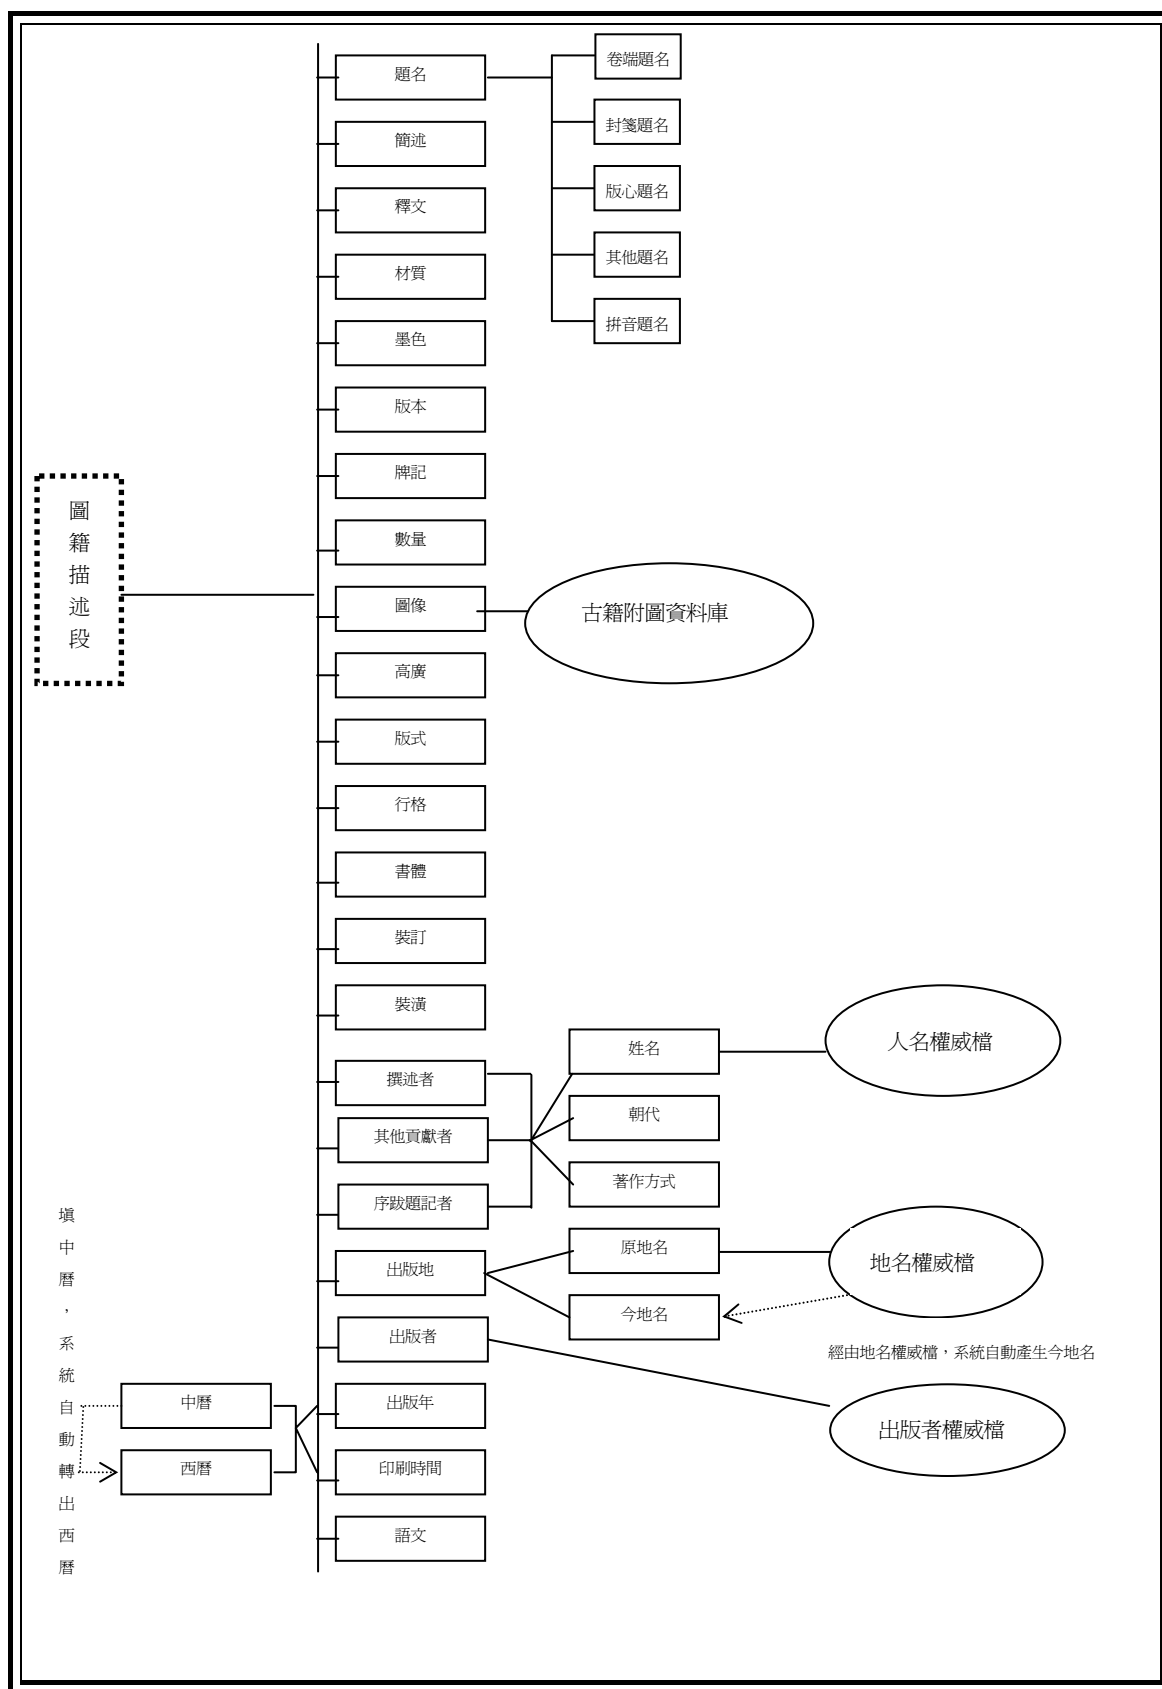 圖籍描述段
題名
卷端題名
封箋題名
版心題名
其他題名
拼音題名
簡述
釋文
材質
墨色
版本
牌記
數量
圖像
古籍附圖資料庫
高廣
版式
行格
書體
裝訂
裝潢
撰述者
其他貢獻者
序跋題記者
姓名
人名權威檔
朝代
著作方式
出版地
原地名
地名權威檔
今地名
經由地名權威檔，系統自動產生今地名
出版者
出版者權威檔
出版年
印刷時間
中曆
西曆
填中曆，系統自動轉出西曆
語文